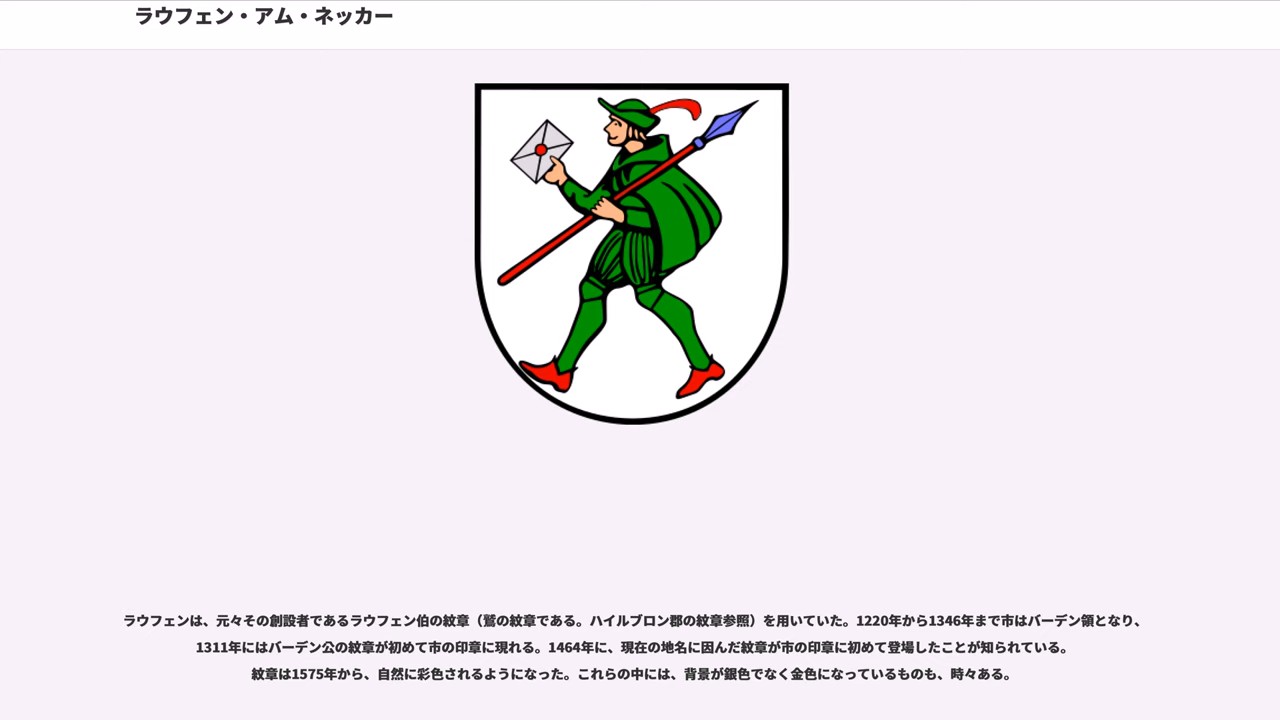 ラウフェン・アム・ネッカー
ラウフェンは、元々その創設者であるラウフェン伯の紋章（鷲の紋章である。ハイルブロン郡の紋章参照）を用いていた。1220年から1346年まで市はバーデン領となり、
1311年にはバーデン公の紋章が初めて市の印章に現れる。1464年に、現在の地名に因んだ紋章が市の印章に初めて登場したことが知られている。
紋章は1575年から、自然に彩色されるようになった。これらの中には、背景が銀色でなく金色になっているものも、時々ある。